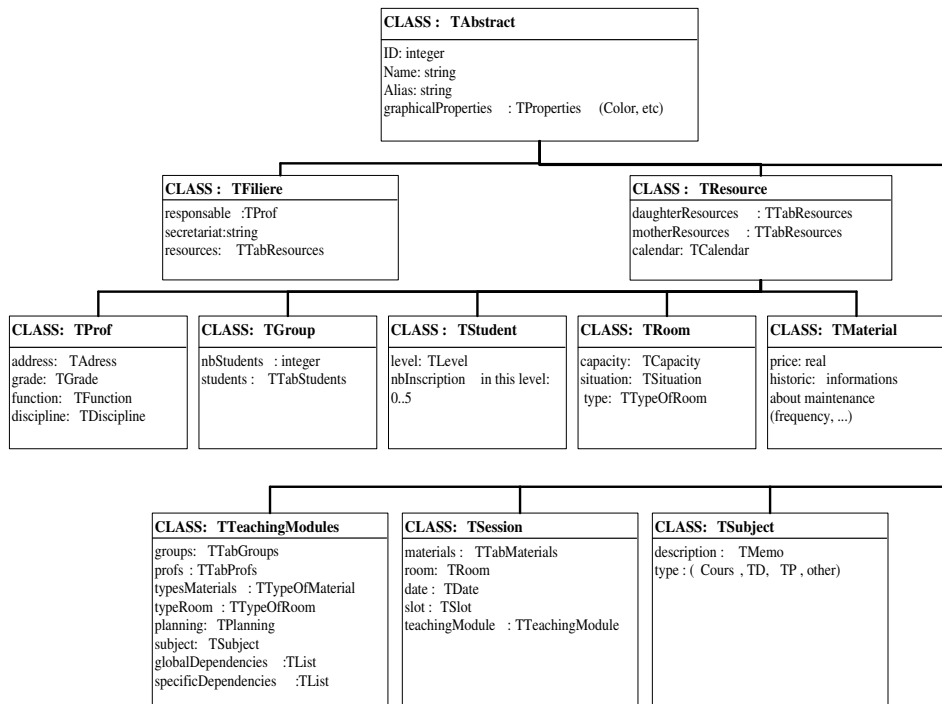 CLASS : TAbstract
ID: integer
Name: string
Alias: string
graphicalProperties : TProperties (Color, etc)
CLASS : TFiliere
responsable :TProf
secretariat:string
resources: TTabResources
CLASS : TResource
daughterResources : TTabResources
motherResources : TTabResources
calendar: TCalendar
CLASS: TProf
address: TAdress
grade: TGrade
function: TFunction
discipline: TDiscipline
CLASS: TGroup
nbStudents : integer
students : TTabStudents
CLASS : TStudent
level: TLevel
nbInscription in this level:
0..5
CLASS: TRoom
capacity: TCapacity
situation: TSituation
type: TTypeOfRoom
CLASS: TMaterial
price: real
historic: informations
about maintenance
(frequency, ...)
CLASS: TTeachingModules
groups: TTabGroups
profs : TTabProfs
typesMaterials : TTypeOfMaterial
typeRoom : TTypeOfRoom
planning: TPlanning
subject: TSubject
globalDependencies :TList
specificDependencies :TList
CLASS: TSession
materials : TTabMaterials
room: TRoom
date : TDate
slot : TSlot
teachingModule : TTeachingModule
CLASS: TSubject
description : TMemo
type : ( Cours , TD, TP , other)